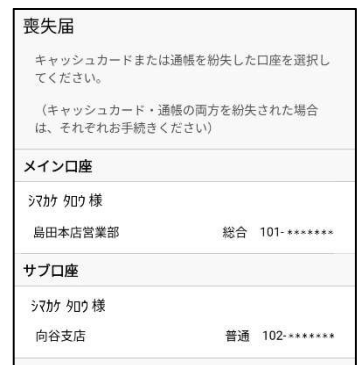 喪失届
キャッシュカードまたは通帳を紛失した口座を選択し
てください。
（キャッシュカード・通帳の両方を紛失された場合
は、それぞれお手続きください）
メイン口座
ｼﾏｶｹ ﾀﾛｳ 様
島田本店営業部 総合 101-*******
サブ口座
ｼﾏｶｹ ﾀﾛｳ 様
向谷支店 普通 102-*******